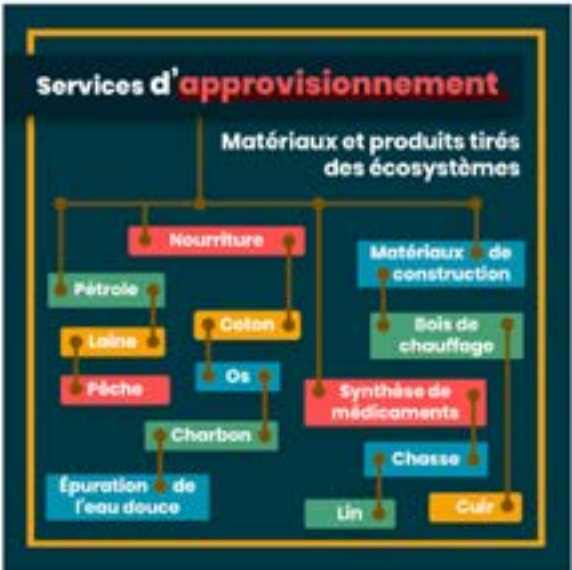 Services d'approvisionnement
Matériaux et produits tirés
des écosystèmes
Nourriture
Matériaux de
construction
Pétrole
Laine
Coton
Bois de
chauffage
Pêche
Os
Synthèse de
médicaments
Charbon
Chasse
Épuration de
l'eau douce
Lin
Cuir